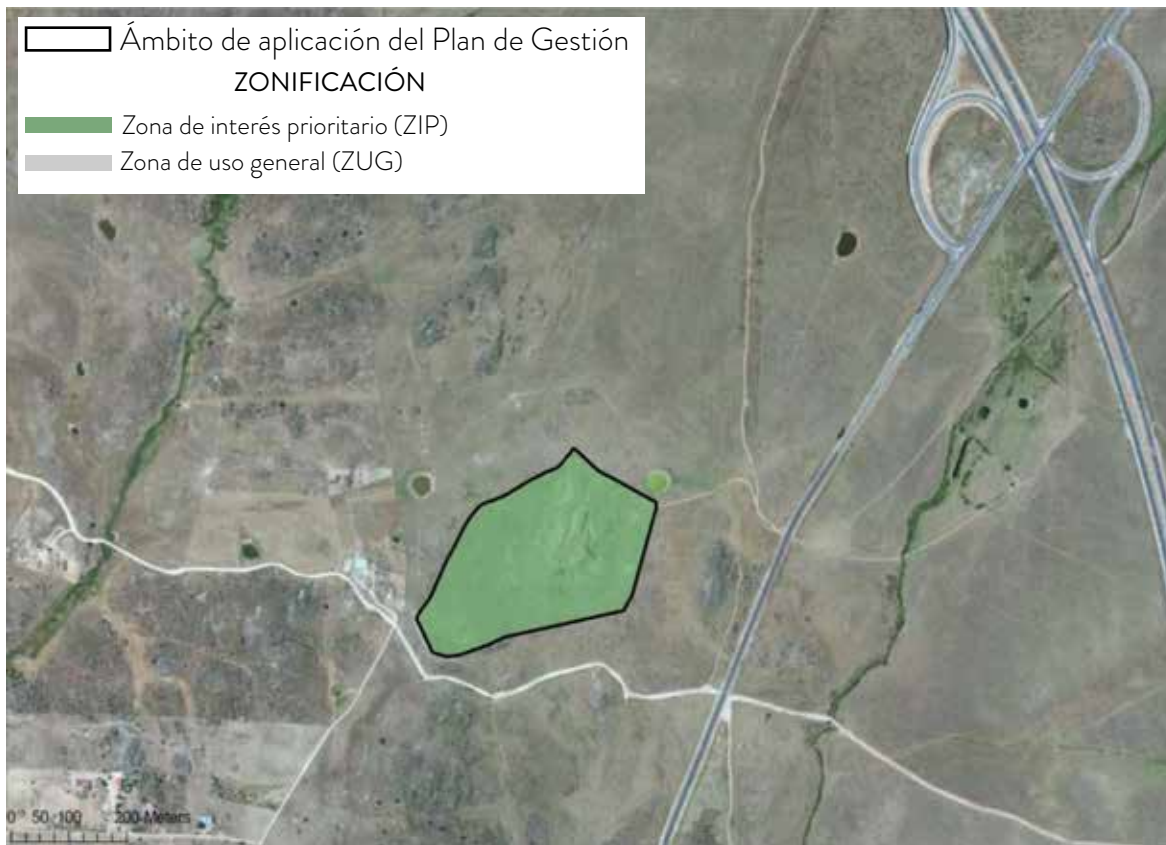 Ámbito de aplicación del Plan de Gestión
ZONIFICACIÓN
Zona de interés prioritario (ZIP)
Zona de uso general (ZUG)
0 50 100 200 Meters